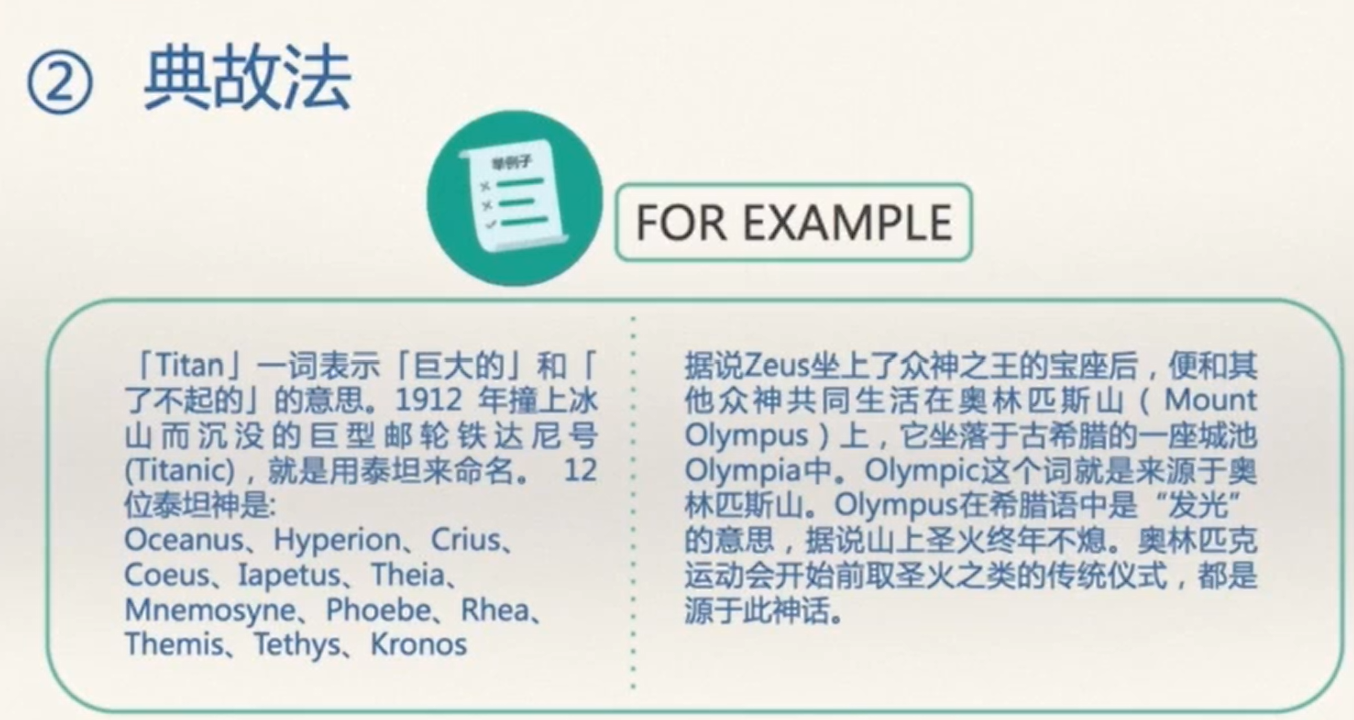 ② 典故法
举例子
FOR EXAMPLE
「Titan」一词表示「巨大的」和「
了不起的」的意思。1912 年撞上冰
山而沉没的巨型邮轮铁达尼号
(Titanic)，就是用泰坦来命名。 12
位泰坦神是:
Oceanus、Hyperion、Crius、
Coeus、Iapetus、Theia、
Mnemosyne、Phoebe、Rhea、
Themis、Tethys、Kronos
据说Zeus坐上了众神之王的宝座后，便和其
他众神共同生活在奥林匹斯山（Mount
Olympus）上，它坐落于古希腊的一座城池
Olympia中。Olympic这个词就是来源于奥
林匹斯山。Olympus在希腊语中是“发光”
的意思，据说山上圣火终年不熄。奥林匹克
运动会开始前取圣火之类的传统仪式，都是
源于此神话。